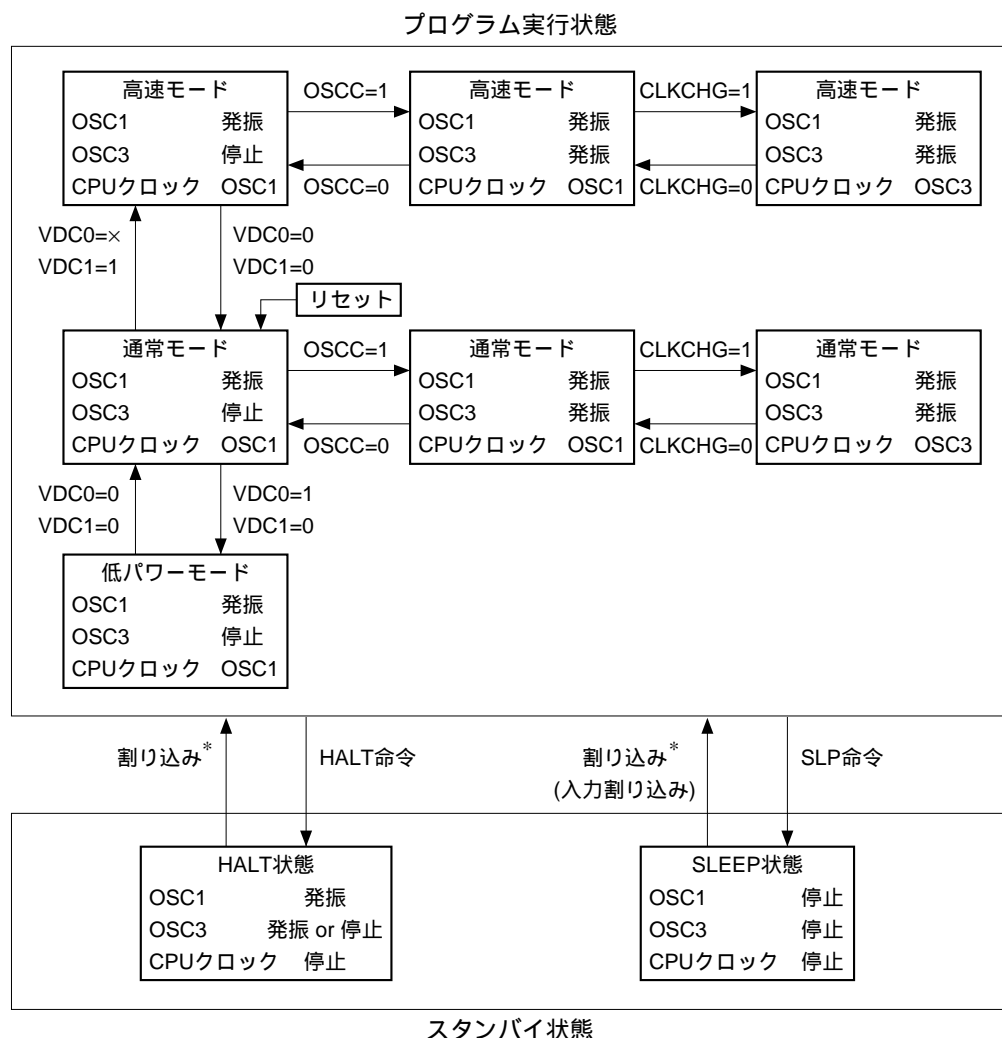 プログラム実行状態
高速モード
OSC1 発振
OSC3 停止
CPUクロック OSC1
OSCC=1
OSCC=0
高速モード
OSC1 発振
OSC3 発振
CPUクロック OSC1
CLKCHG=1
CLKCHG=0
高速モード
OSC1 発振
OSC3 発振
CPUクロック OSC3
VDC0=×
VDC1=1
VDC0=0
VDC1=0
リセット
通常モード
OSC1 発振
OSC3 停止
CPUクロック OSC1
OSCC=1
OSCC=0
通常モード
OSC1 発振
OSC3 発振
CPUクロック OSC1
CLKCHG=1
CLKCHG=0
通常モード
OSC1 発振
OSC3 発振
CPUクロック OSC3
VDC0=0
VDC1=0
VDC0=1
VDC1=0
低パワーモード
OSC1 発振
OSC3 停止
CPUクロック OSC1
割り込み*
HALT命令
割り込み*
(入力割り込み)
SLP命令
HALT状態
OSC1 発振
OSC3 発振 or 停止
CPUクロック 停止
SLEEP状態
OSC1 停止
OSC3 停止
CPUクロック 停止
スタンバイ状態